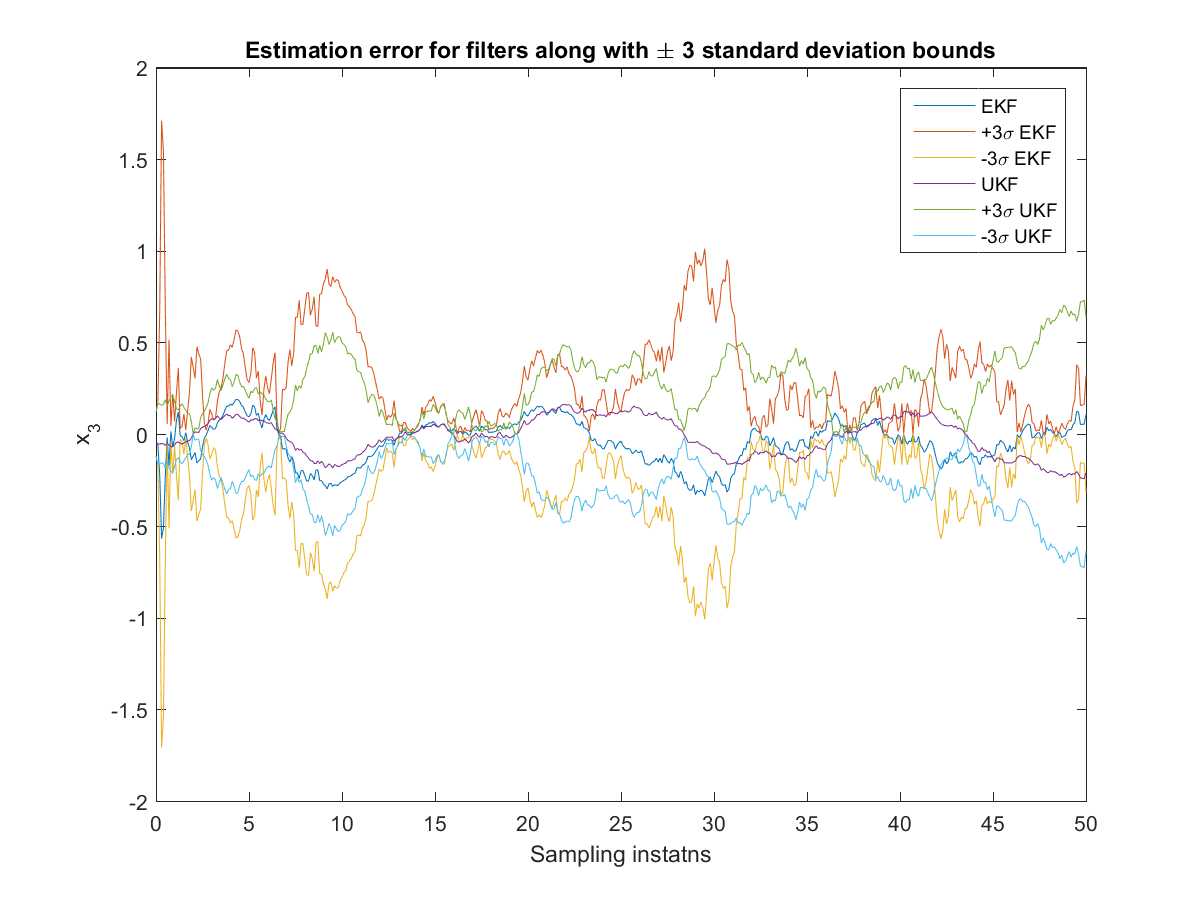 Estimation error for filters along with ± 3 standard deviation bounds
2
1.5
1
0.5
0
-0.5
-1
-1.5
-2
x3
EKF
+3σ EKF
-3σ EKF
UKF
+3σ UKF
-3σ UKF
0 5 10 15 20 25 30 35 40 45 50
Sampling instatns